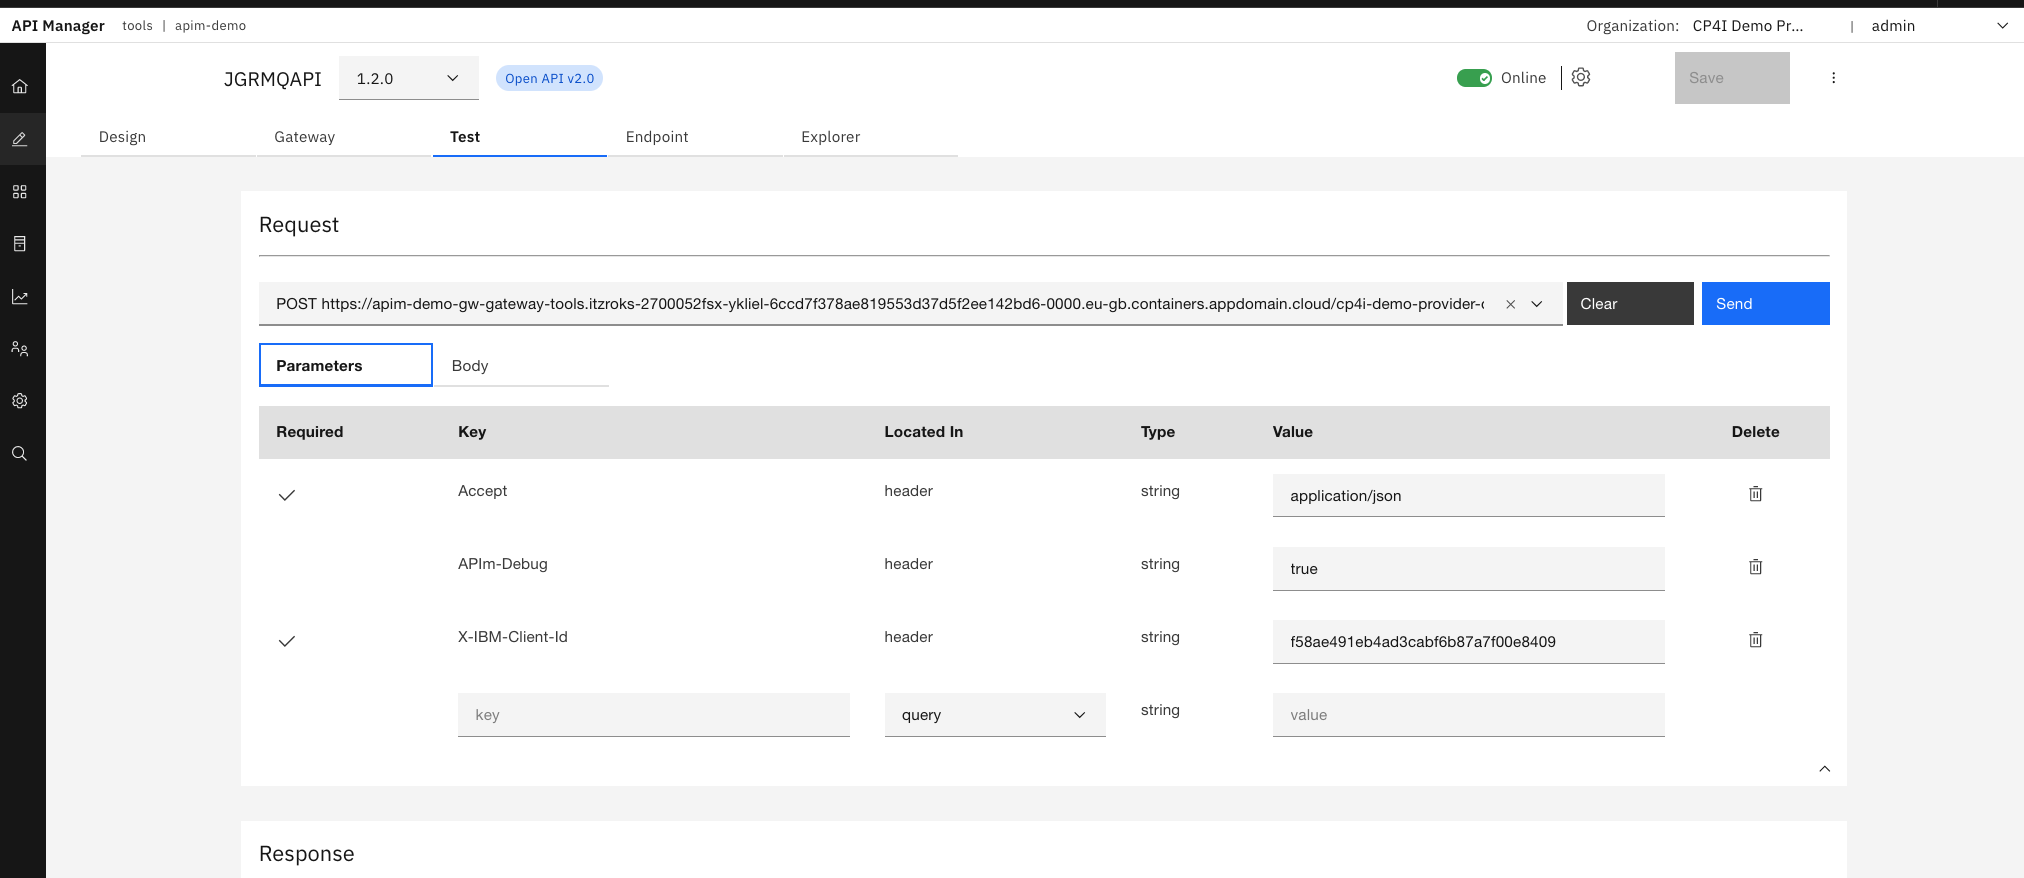 API Manager tools | apim-demo Organization: CP4I Demo Pr... | admin
JGRMQAPI 1.2.0 Open API v2.0 Online Save
Design Gateway Test Endpoint Explorer
Request
POST https://apim-demo-gw-gateway-tools.itzroks-2700052fsx-ykliel-6ccd7f378ae819553d37d5f2ee142bd6-0000.eu-gb.containers.appdomain.cloud/cp4i-demo-provider- Clear Send
Parameters Body
Required Key Located In Type Value Delete
Accept header string application/json
APIm-Debug header string true
X-IBM-Client-Id header string f58ae491eb4ad3cabf6b87a7f00e8409
key query string value
Response